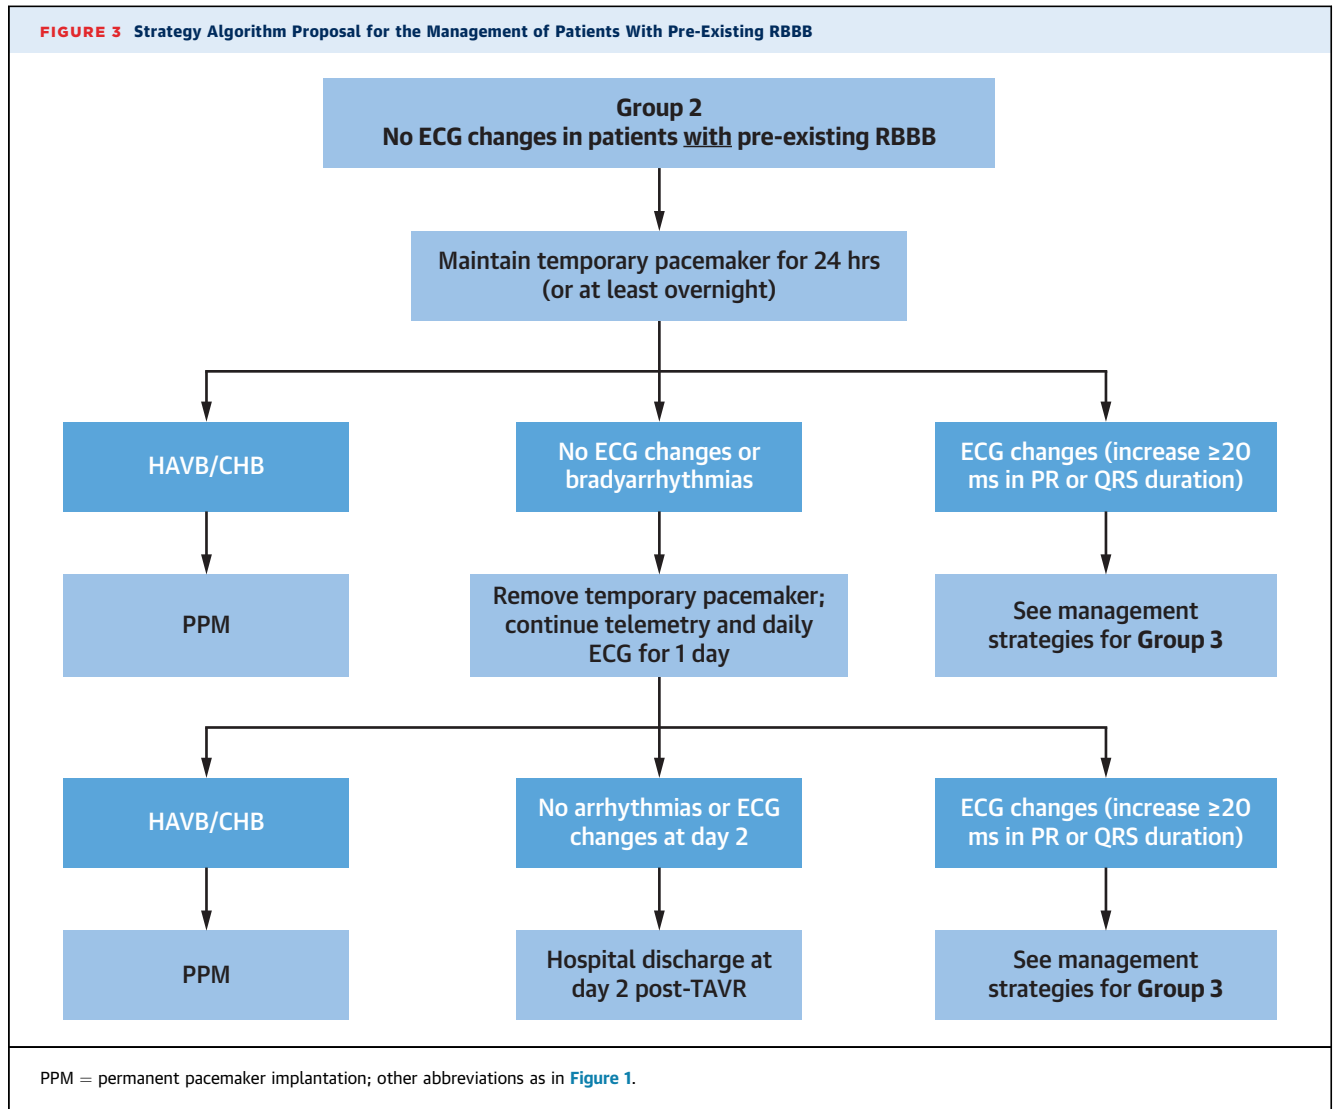 FIGURE 3 Strategy Algorithm Proposal for the Management of Patients With Pre-Existing RBBB
Group 2
No ECG changes in patients with pre-existing RBBB
Maintain temporary pacemaker for 24 hrs
(or at least overnight)
HAVB/CHB
No ECG changes or
bradyarrhythmias
ECG changes (increase ≥20
ms in PR or QRS duration)
PPM
Remove temporary pacemaker;
continue telemetry and daily
ECG for 1 day
See management
strategies for Group 3
HAVB/CHB
No arrhythmias or ECG
changes at day 2
ECG changes (increase ≥20
ms in PR or QRS duration)
PPM
Hospital discharge at
day 2 post-TAVR
See management
strategies for Group 3
PPM = permanent pacemaker implantation; other abbreviations as in Figure 1.